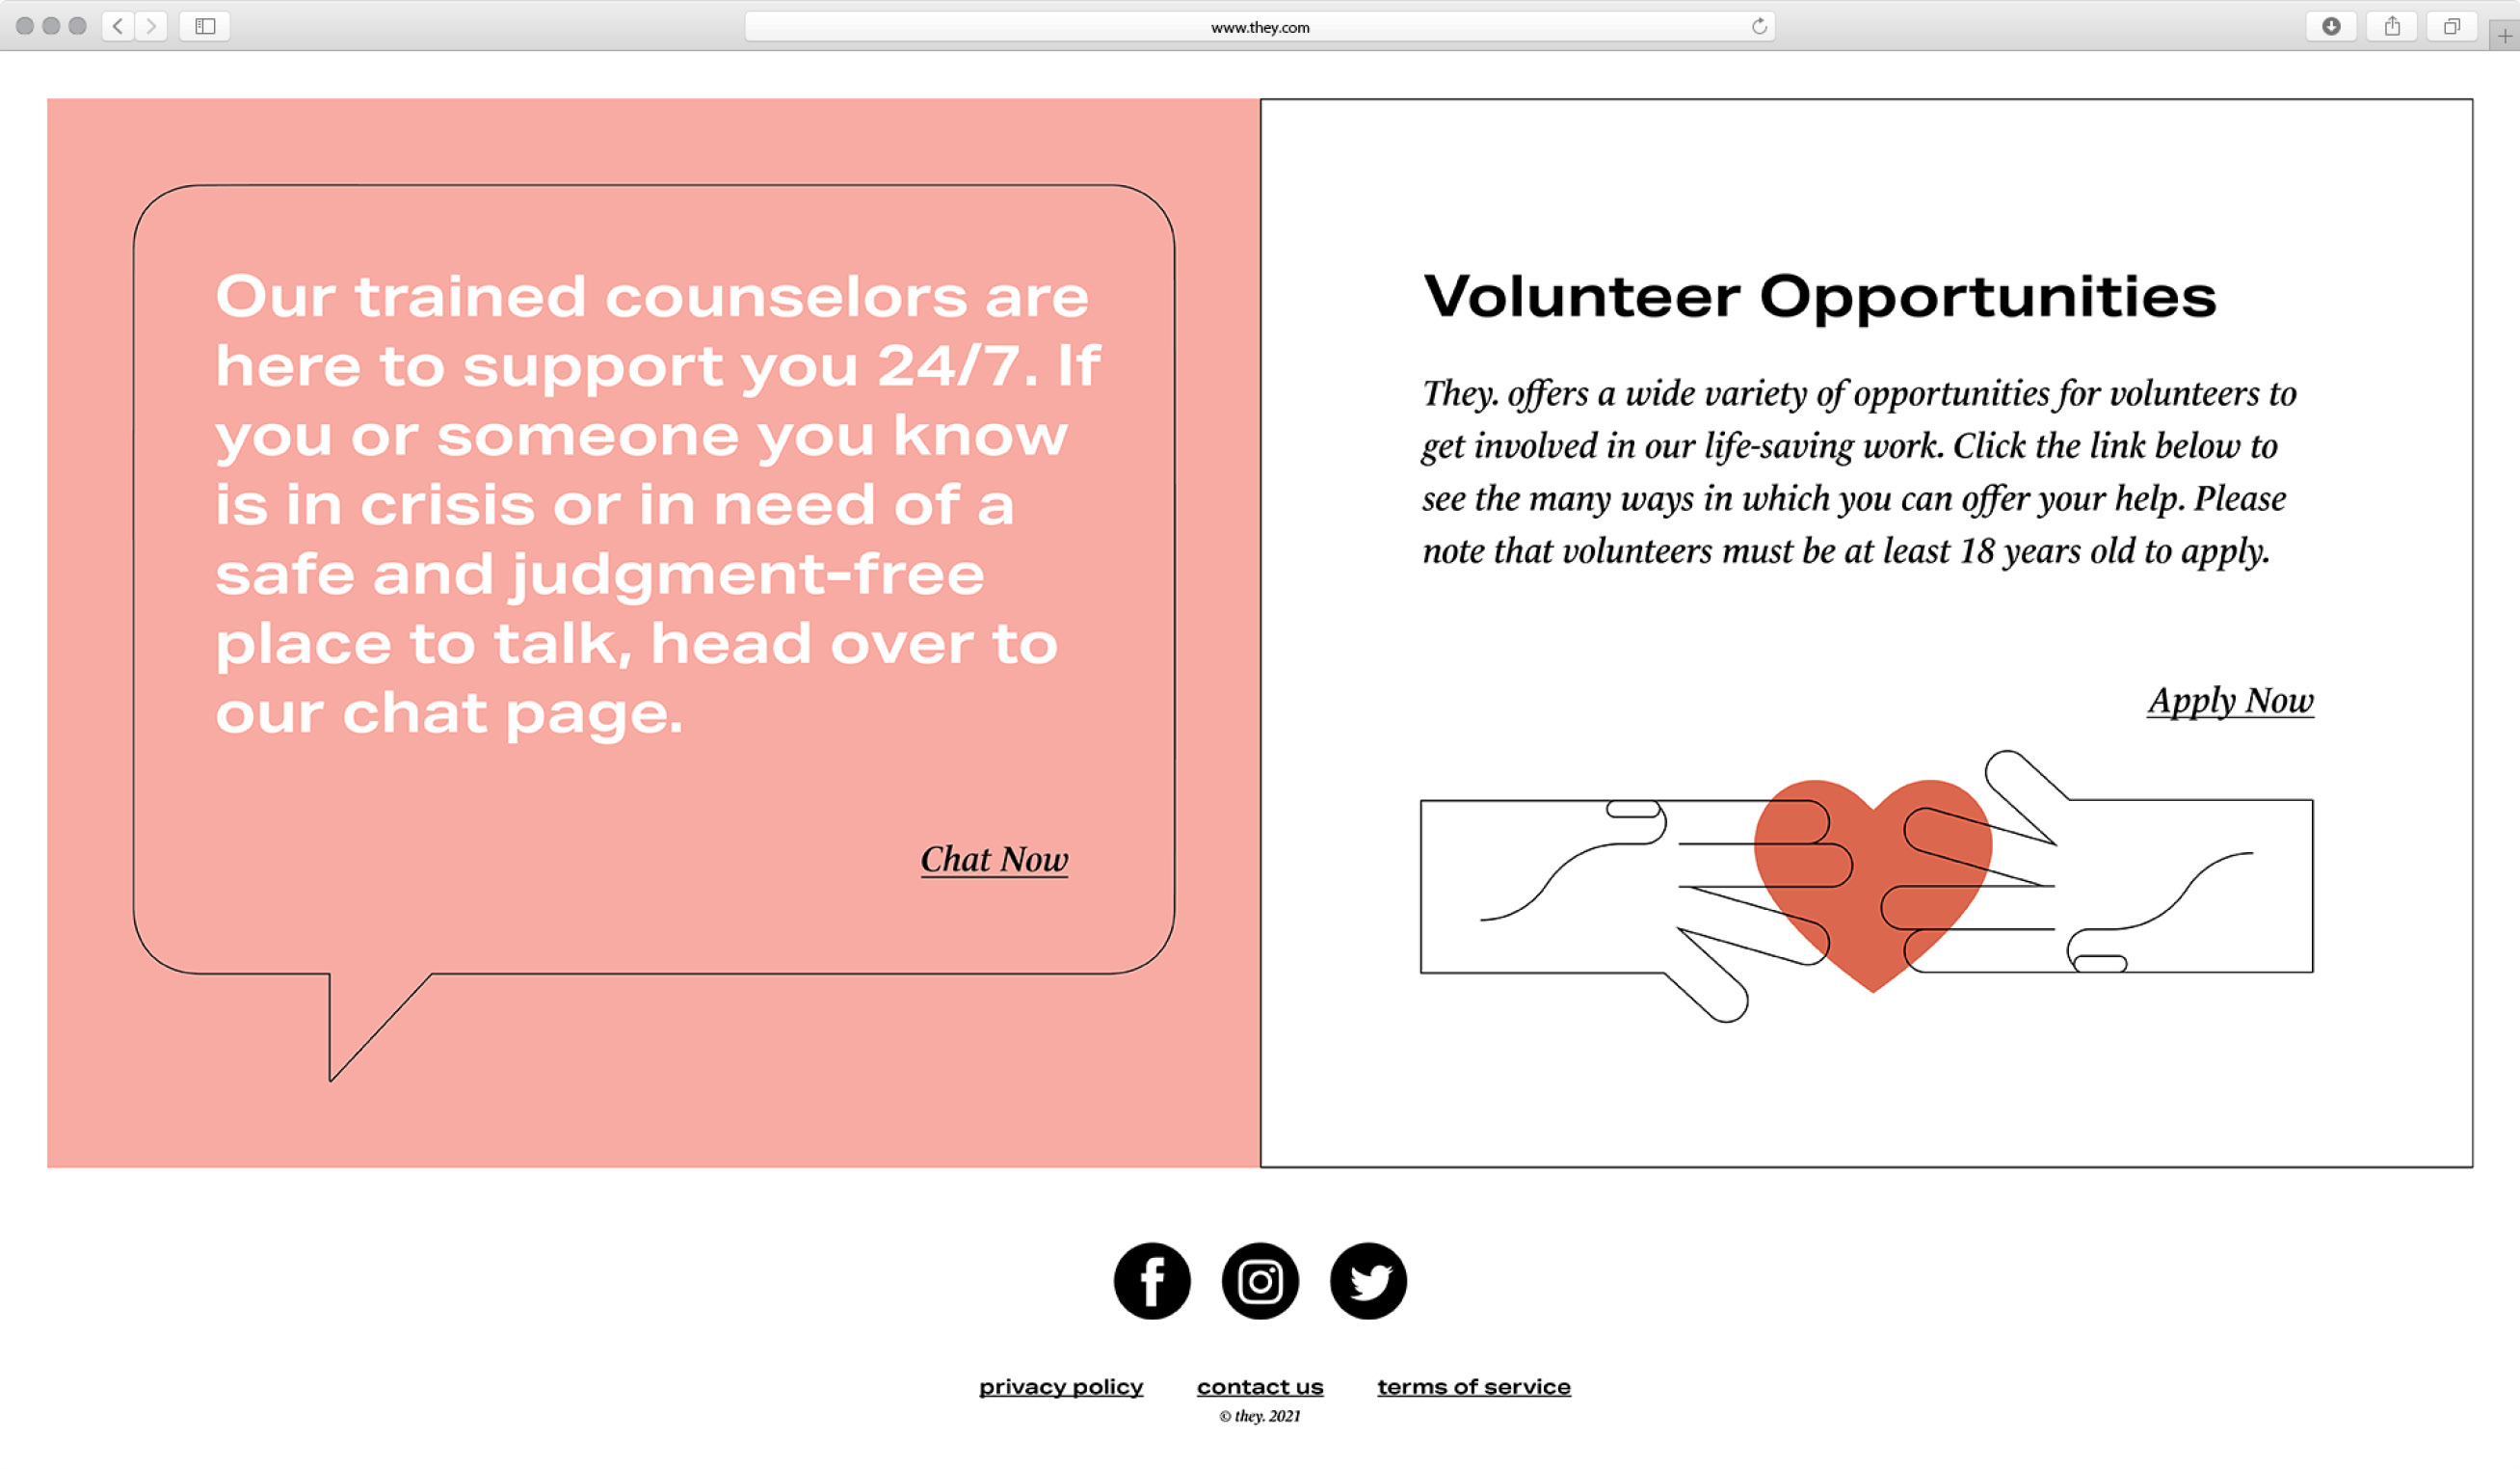 www.they.com
Our trained counselors are
here to support you 24/7. If
you or someone you know
is in crisis or in need of a
safe and judgment-free
place to talk, head over to
our chat page.
Chat Now
Volunteer Opportunities
They. offers a wide variety of opportunities for volunteers to
get involved in our life-saving work. Click the link below to
see the many ways in which you can offer your help. Please
note that volunteers must be at least 18 years old to apply.
Apply Now
privacy policy contact us terms of service
© they. 2021